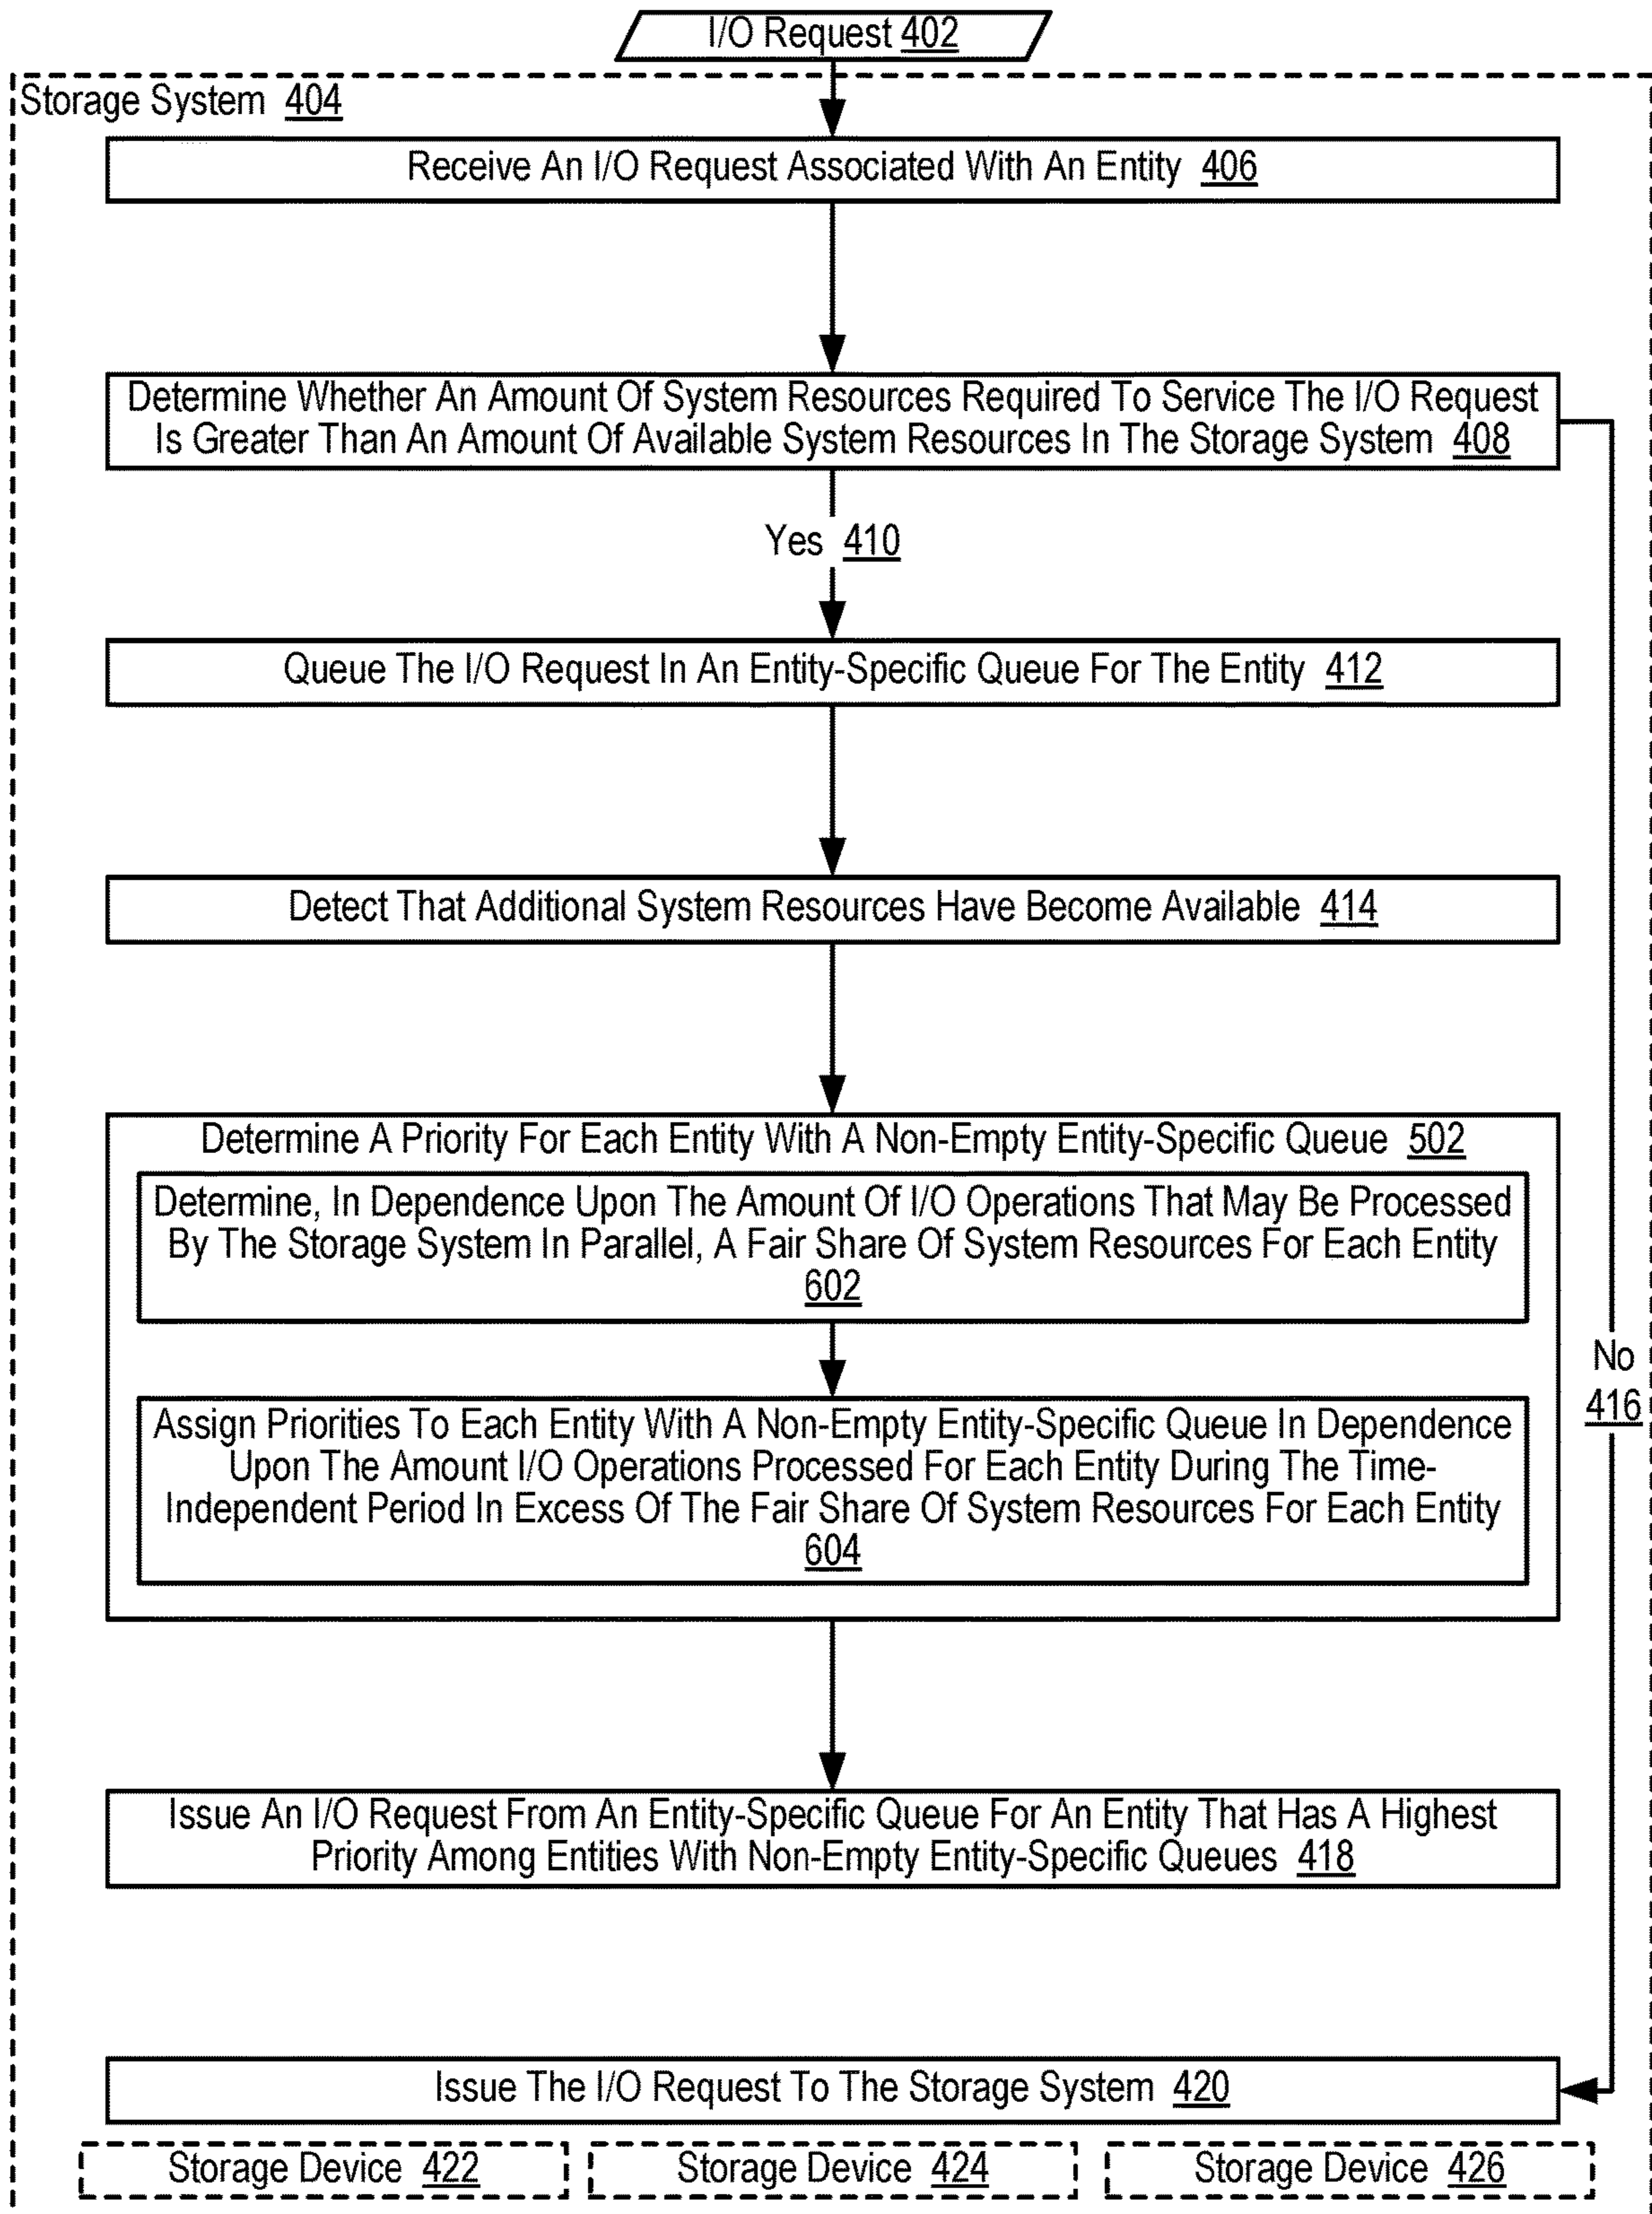 I/O Request 402
Storage System 404
Receive An I/O Request Associated With An Entity 406
Determine Whether An Amount Of System Resources Required To Service The I/O Request
Is Greater Than An Amount Of Available System Resources In The Storage System 408
Yes 410
Queue The I/O Request In An Entity-Specific Queue For The Entity 412
Detect That Additional System Resources Have Become Available 414
Determine A Priority For Each Entity With A Non-Empty Entity-Specific Queue 502
Determine, In Dependence Upon The Amount Of I/O Operations That May Be Processed
By The Storage System In Parallel, A Fair Share Of System Resources For Each Entity
602
No
416
Assign Priorities To Each Entity With A Non-Empty Entity-Specific Queue In Dependence
Upon The Amount I/O Operations Processed For Each Entity During The Time-
Independent Period In Excess Of The Fair Share Of System Resources For Each Entity
604
Issue An I/O Request From An Entity-Specific Queue For An Entity That Has A Highest
Priority Among Entities With Non-Empty Entity-Specific Queues 418
Issue The I/O Request To The Storage System 420
Storage Device 422
Storage Device 424
Storage Device 426